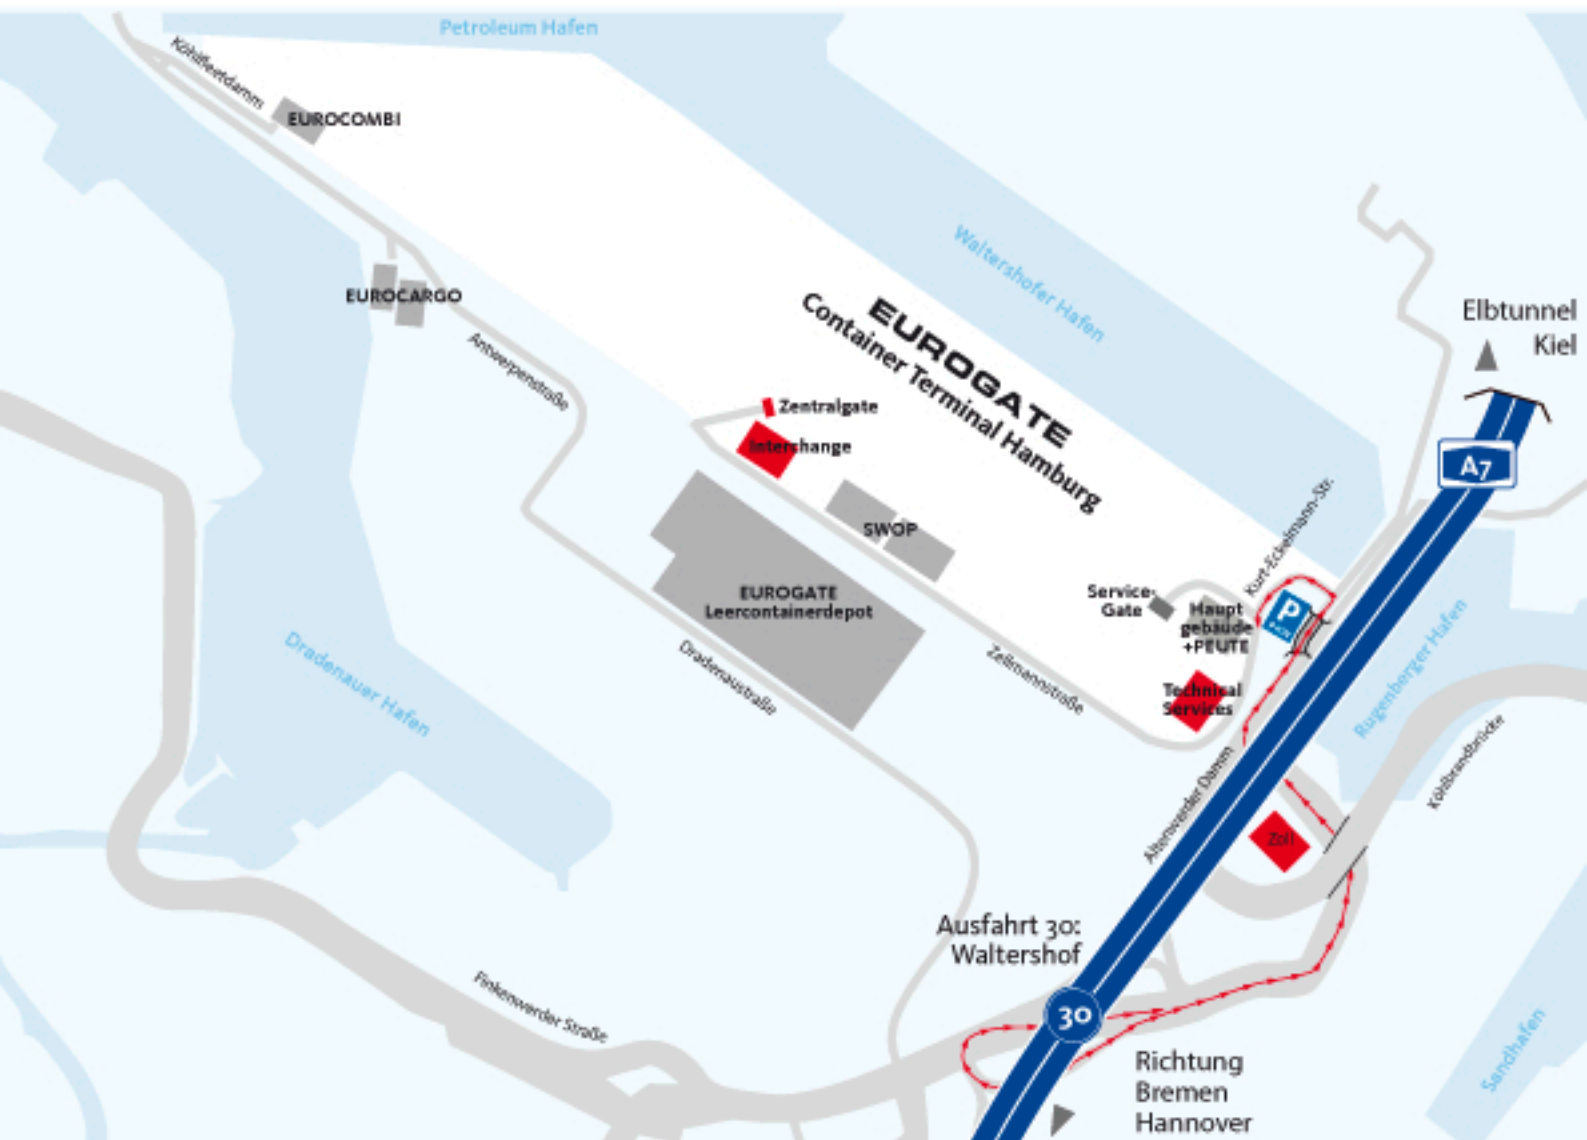 Petroleum Hafen
Köhlfleetdamm
EUROCOMBI
Waltershofer Hafen
EUROCARGO
Antwerpenstraße
EUROGATE
Container Terminal Hamburg
Elbtunnel
Kiel
A7
Zentralgate
Interchange
SWOP
Kurt-Eckelmann-Str.
EUROGATE
Leercontainerdepot
Service-
Gate
Haupt
gebäude
+PEUTE
P
Technical
Services
Zellmannstraße
Dradenaustraße
Dradenauer Hafen
Rugenberger Hafen
Köhlbrandbrücke
Altenwerder Damm
Zoll
Ausfahrt 30:
Waltershof
30
Finkenwerder Straße
Richtung
Bremen
Hannover
Sandhafen